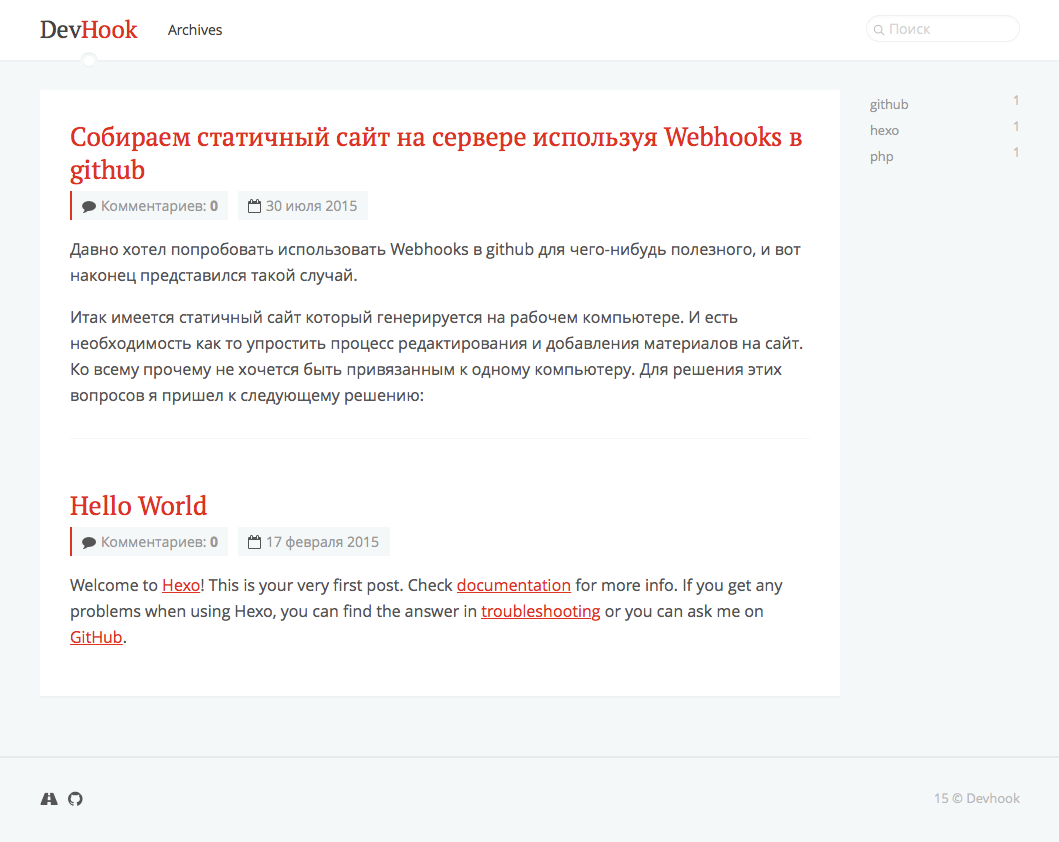 DevHook Archives Поиск
Собираем статичный сайт на сервере используя Webhooks в
github
Комментариев: 0 30 июля 2015
Давно хотел попробовать использовать Webhooks в github для чего-нибудь полезного, и вот
наконец представился такой случай.
Итак имеется статичный сайт который генерируется на рабочем компьютере. И есть
необходимость как то упростить процесс редактирования и добавления материалов на сайт.
Ко всему прочему не хочется быть привязанным к одному компьютеру. Для решения этих
вопросов я пришел к следующему решению:
Hello World
Комментариев: 0 17 февраля 2015
Welcome to Hexo! This is your very first post. Check documentation for more info. If you get any
problems when using Hexo, you can find the answer in troubleshooting or you can ask me on
GitHub.
github 1
hexo 1
php 1
15 © Devhook